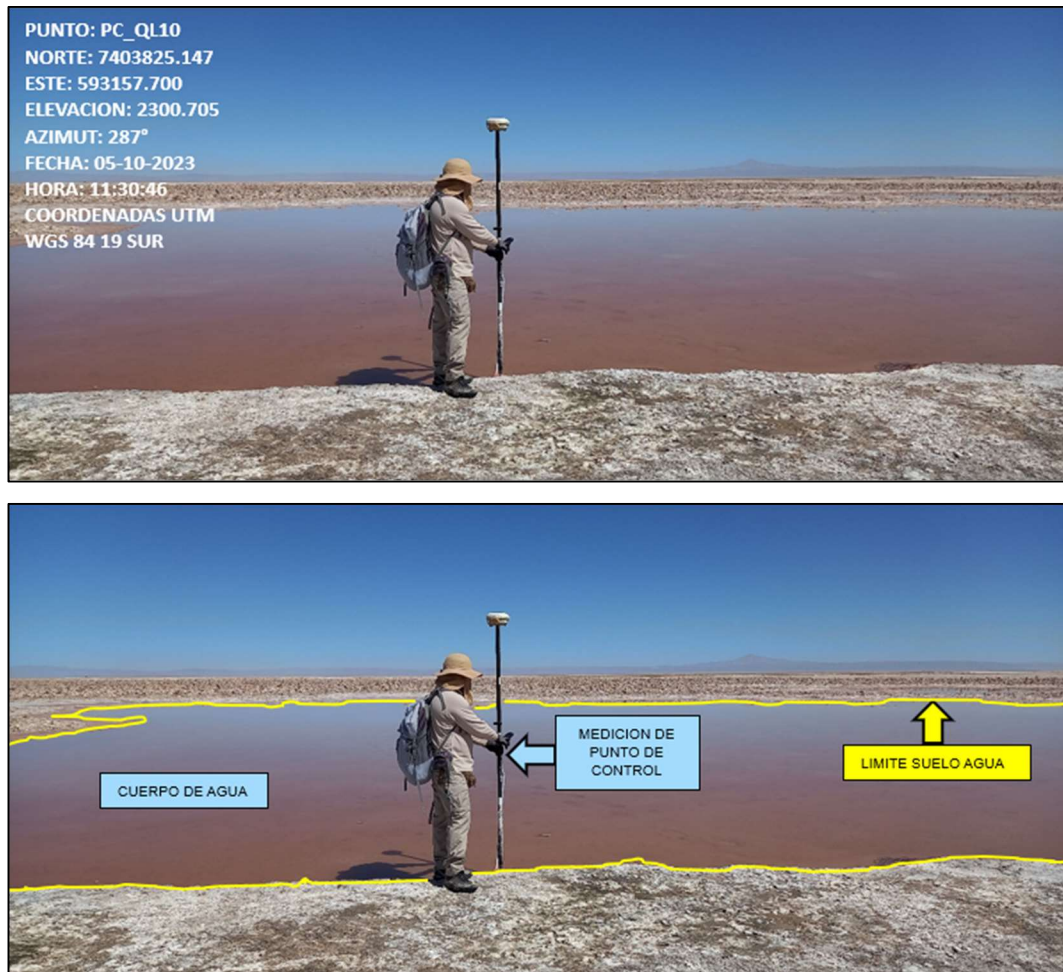 PUNTO: PC_QL10
NORTE: 7403825.147
ESTE: 593157.700
ELEVACION: 2300.705
AZIMUT: 287°
FECHA: 05-10-2023
HORA: 11:30:46
COORDENADAS UTM
WGS 84 19 SUR
MEDICION DE
PUNTO DE
CONTROL
LIMITE SUELO AGUA
CUERPO DE AGUA